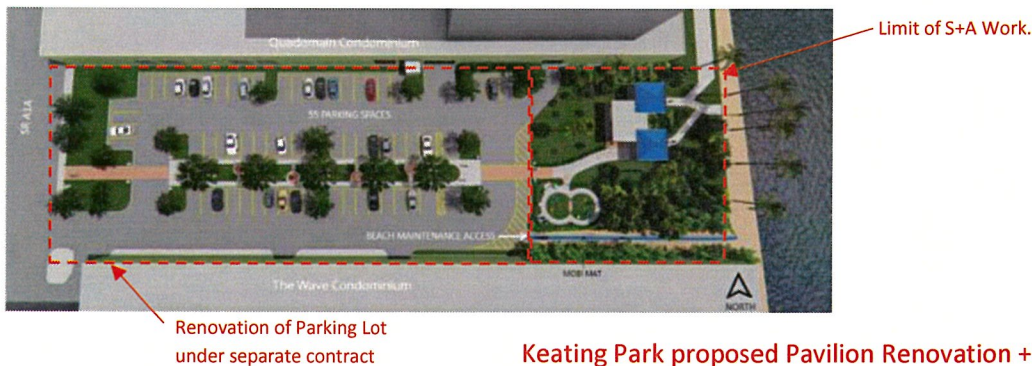 Quadomain Condominium
Limit of S+A Work.
SR A1A
55 PARKING SPACES
BEACH MAINTENANCE ACCESS
MOBI MAT
The Wave Condominium
NORTH
Renovation of Parking Lot
under separate contract
Keating Park proposed Pavilion Renovation +